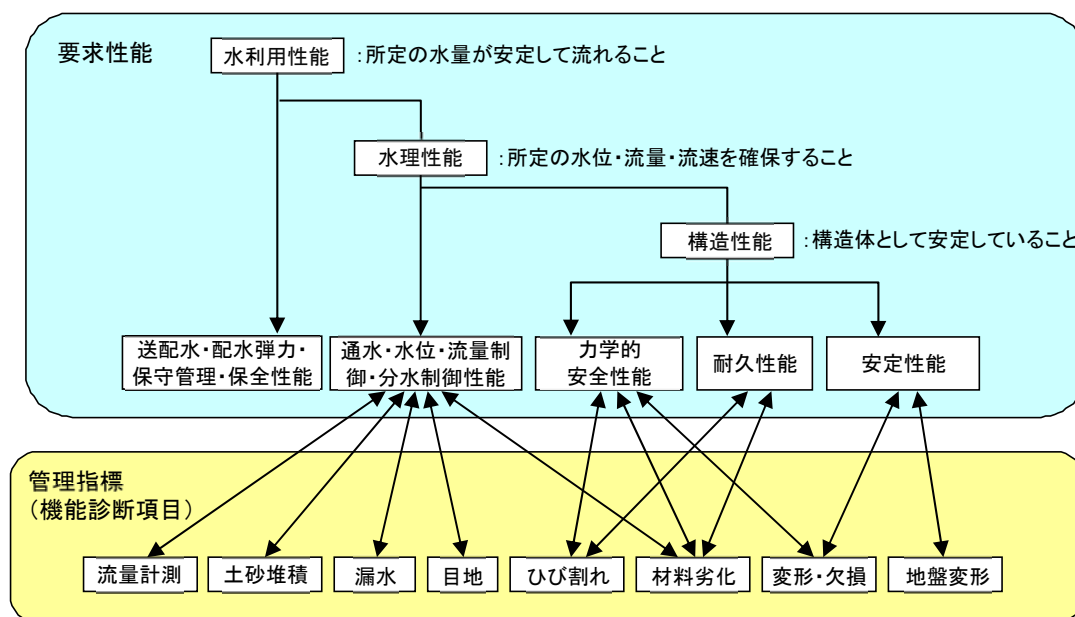 要求性能
水利用性能
：所定の水量が安定して流れること
水理性能
：所定の水位・流量・流速を確保すること
構造性能
：構造体として安定していること
送配水・配水弾力・
保守管理・保全性能
通水・水位・流量制
御・分水制御性能
力学的
安全性能
耐久性能
安定性能
管理指標
（機能診断項目）
流量計測
土砂堆積
漏水
目地
ひび割れ
材料劣化
変形・欠損
地盤変形